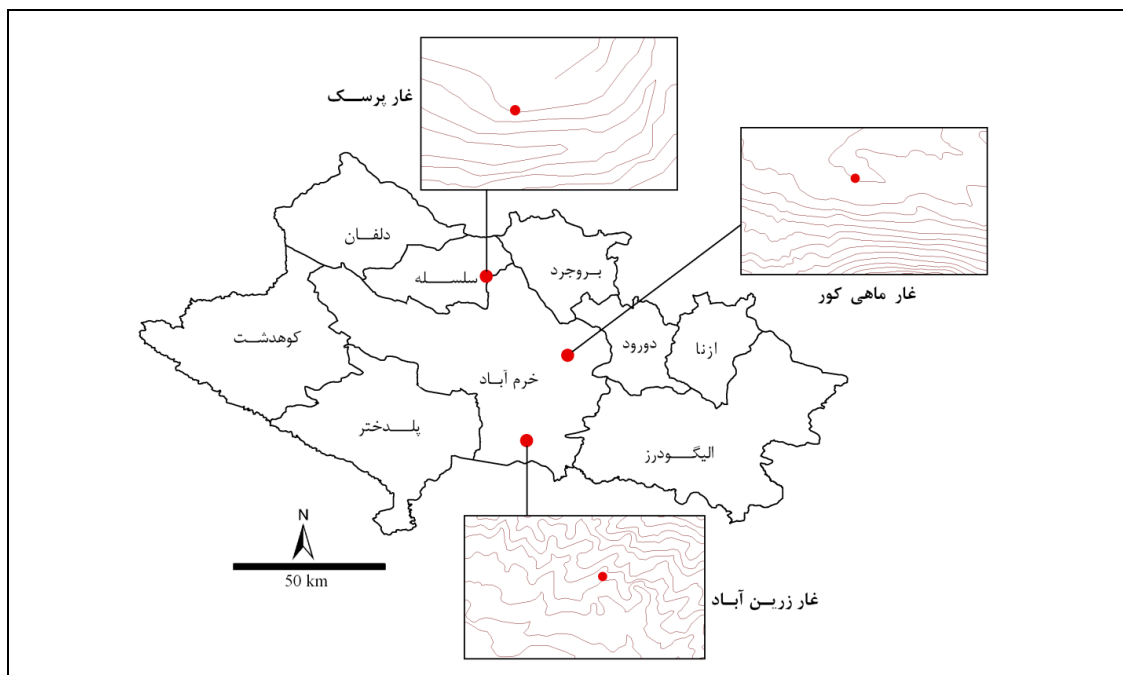 غار پرسک
غار ماهی کور
دلفان
سلسله
بروجرد
کوهدشت
دورود
ازنا
خرم آباد
پلدختر
الیگودرز
N
50 km
غار زرین آباد